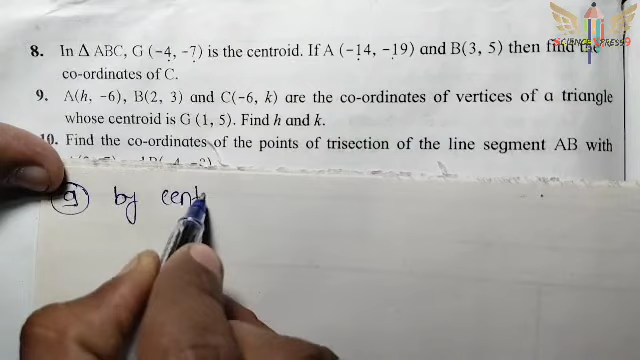 SCIENCE XPRESS
8. In Δ ABC, G (−4, −7) is the centroid. If A (−14, −19) and B(3, 5) then find the
co-ordinates of C.
9. A(h, −6), B(2, 3) and C(−6, k) are the co-ordinates of vertices of a triangle
whose centroid is G (1, 5). Find h and k.
10. Find the co-ordinates of the points of trisection of the line segment AB with
9 by cent